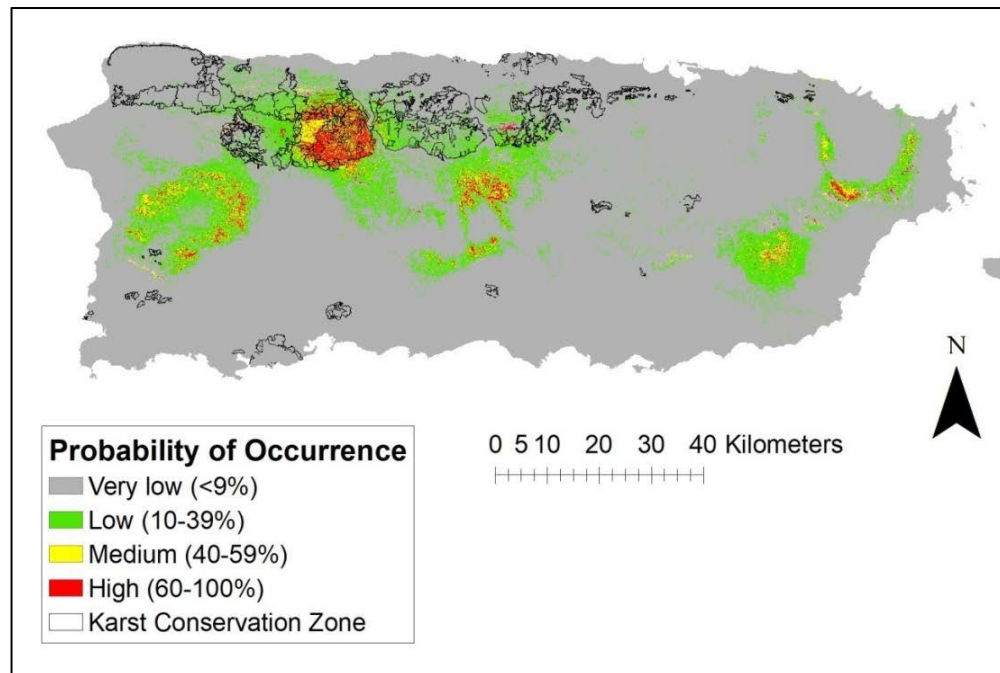 N
0 5 10 20 30 40 Kilometers
Probability of Occurrence
Very low (<9%)
Low (10-39%)
Medium (40-59%)
High (60-100%)
Karst Conservation Zone